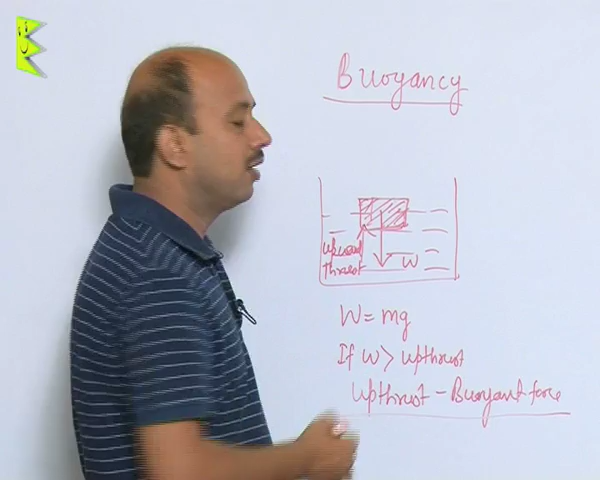 Buoyancy
upward
thrust
W
W = mg
If W > upthrust
Upthrust - Buoyant force